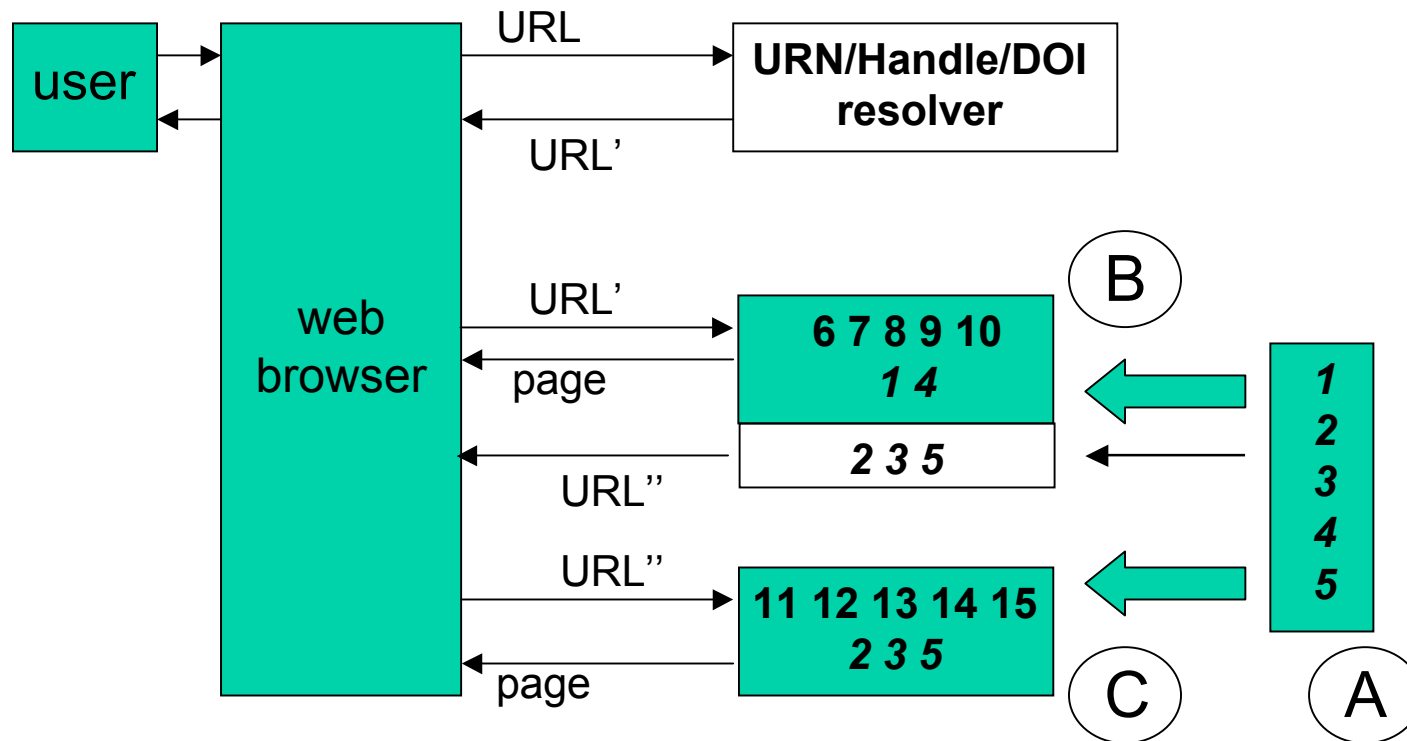 user
web
browser
URL
URN/Handle/DOI
resolver
URL’
B
URL’
6 7 8 9 10
page
1 4
2 3 5
URL’’
URL’’
11 12 13 14 15
2 3 5
page
C
1
2
3
4
5
A